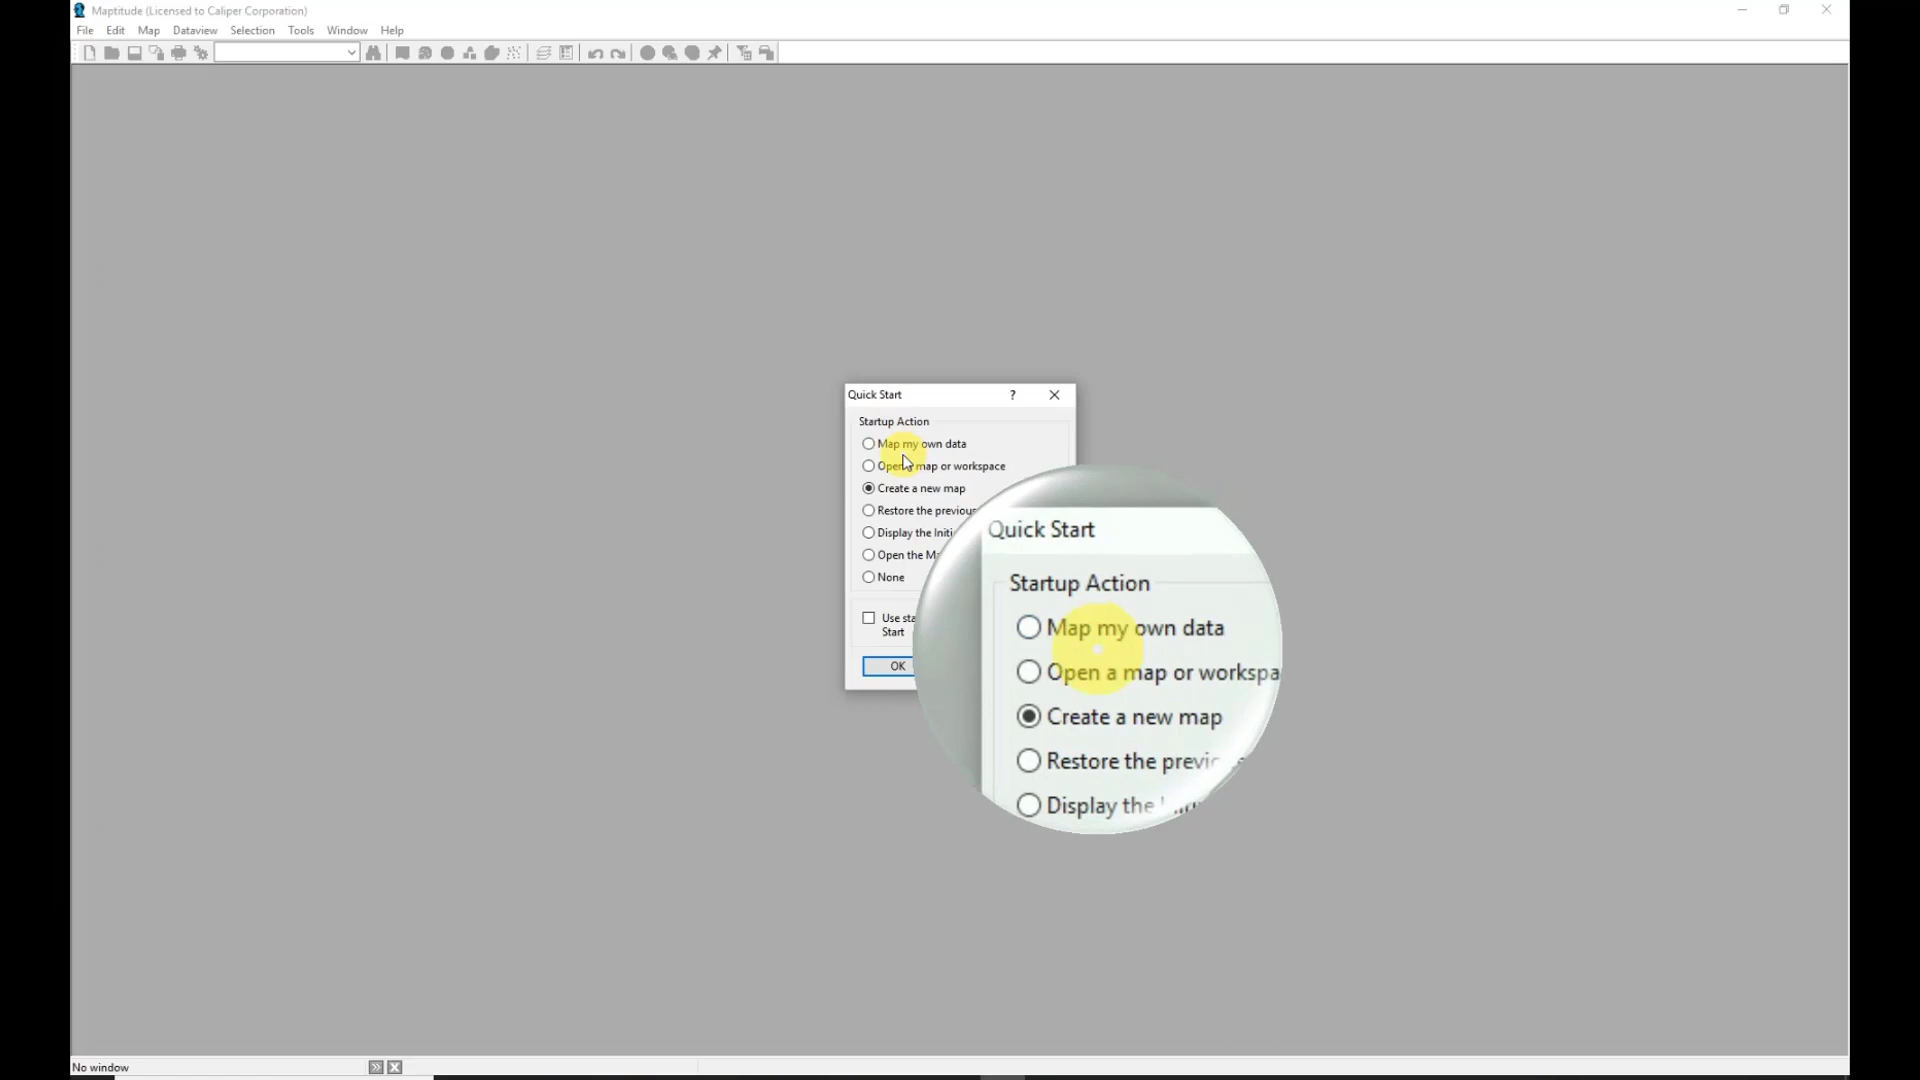 Maptitude (Licensed to Caliper Corporation)
File Edit Map Dataview Selection Tools Window Help
Quick Start ?
Startup Action
Map my own data
Open a map or workspace
Create a new map
Restore the previous
Display the Initi
Open the Ma
None
Use sta
Start
OK
Quick Start
Startup Action
Map my own data
Open a map or workspa
Create a new map
Restore the previo
Display the
No window